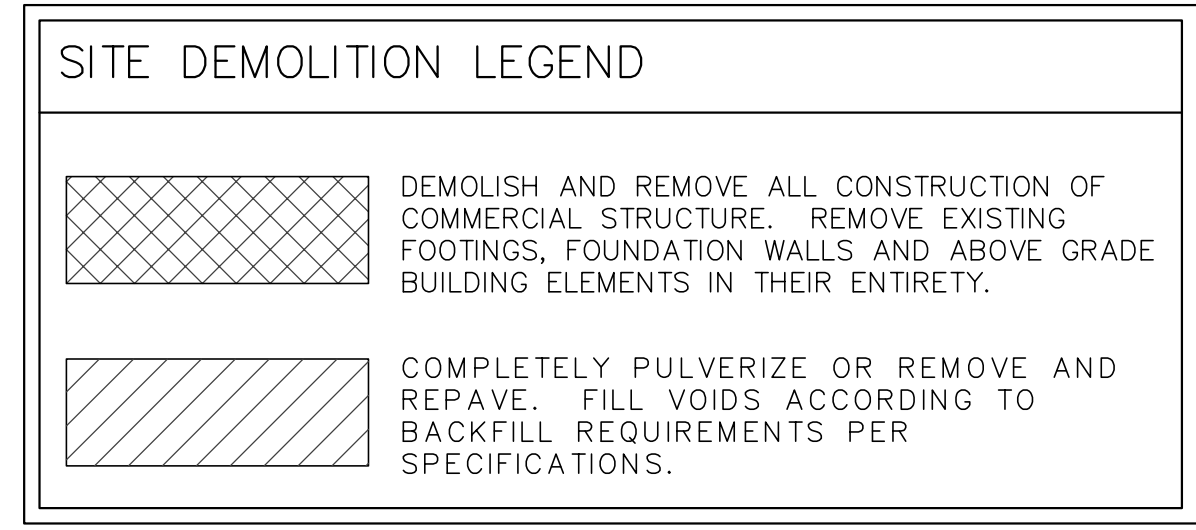 SITE DEMOLITION LEGEND
DEMOLISH AND REMOVE ALL CONSTRUCTION OF
COMMERCIAL STRUCTURE. REMOVE EXISTING
FOOTINGS, FOUNDATION WALLS AND ABOVE GRADE
BUILDING ELEMENTS IN THEIR ENTIRETY.
COMPLETELY PULVERIZE OR REMOVE AND
REPAVE. FILL VOIDS ACCORDING TO
BACKFILL REQUIREMENTS PER
SPECIFICATIONS.